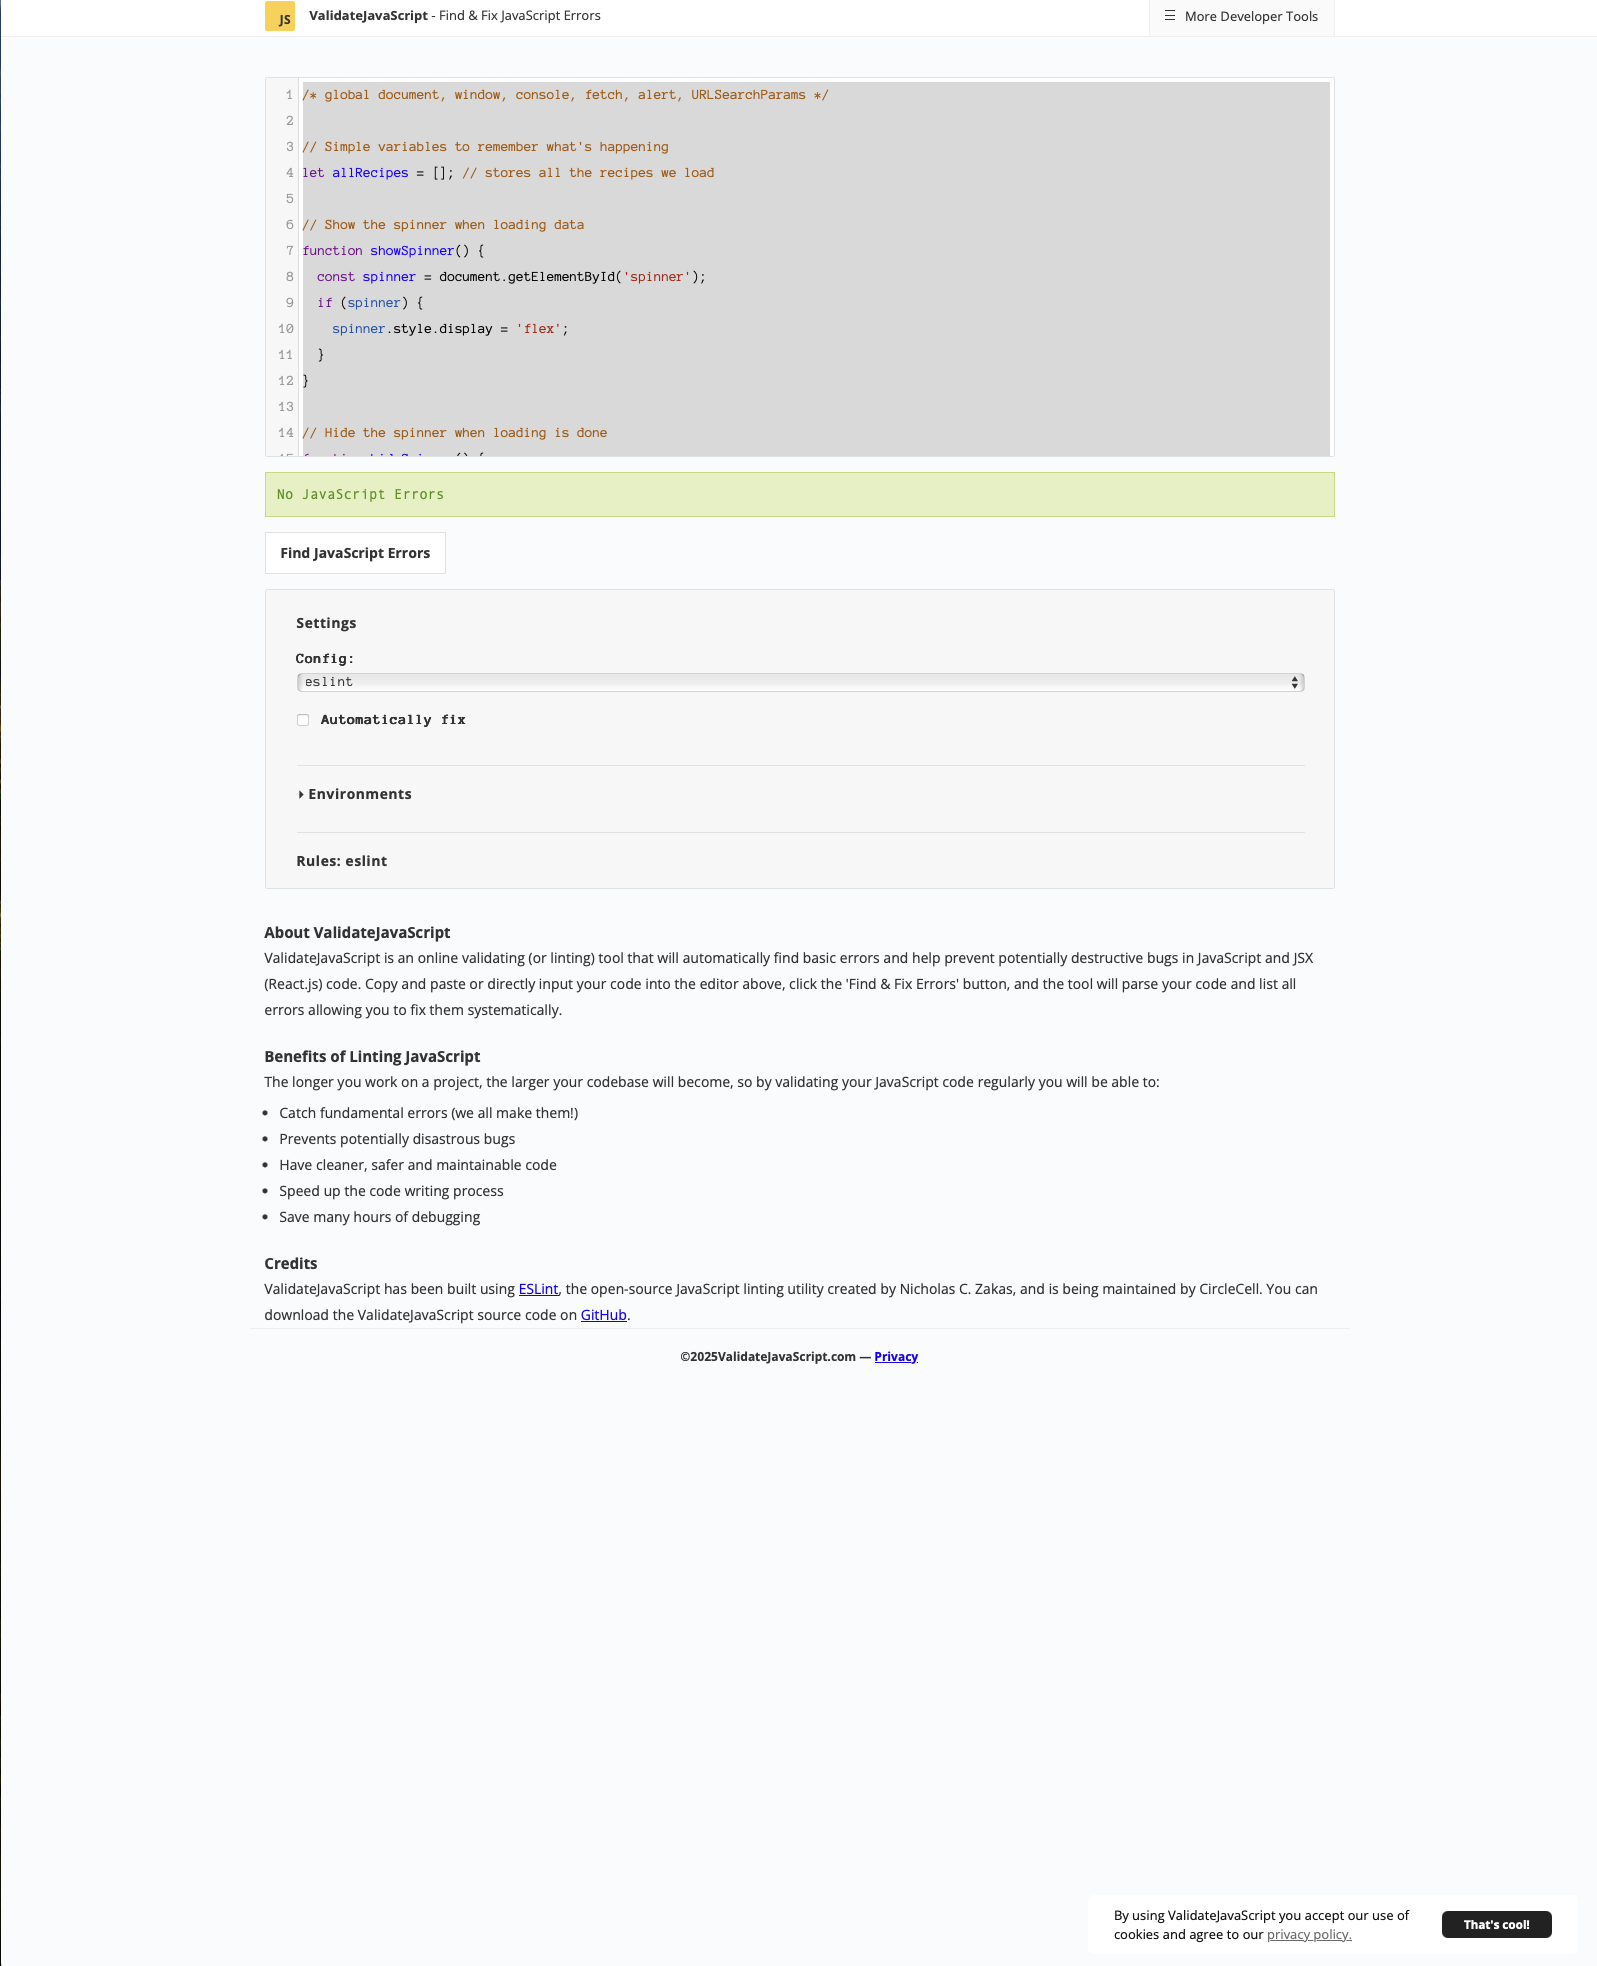 JS ValidateJavaScript - Find & Fix JavaScript Errors
☰ More Developer Tools
1 /* global document, window, console, fetch, alert, URLSearchParams */
2
3 // Simple variables to remember what's happening
4 let allRecipes = []; // stores all the recipes we load
5
6 // Show the spinner when loading data
7 function showSpinner() {
8 const spinner = document.getElementById('spinner');
9 if (spinner) {
10 spinner.style.display = 'flex';
11 }
12 }
13
14 // Hide the spinner when loading is done
No JavaScript Errors
Find JavaScript Errors
Settings
Config:
eslint
Automatically fix
Environments
Rules: eslint
About ValidateJavaScript
ValidateJavaScript is an online validating (or linting) tool that will automatically find basic errors and help prevent potentially destructive bugs in JavaScript and JSX
(React.js) code. Copy and paste or directly input your code into the editor above, click the 'Find & Fix Errors' button, and the tool will parse your code and list all
errors allowing you to fix them systematically.
Benefits of Linting JavaScript
The longer you work on a project, the larger your codebase will become, so by validating your JavaScript code regularly you will be able to:
• Catch fundamental errors (we all make them!)
• Prevents potentially disastrous bugs
• Have cleaner, safer and maintainable code
• Speed up the code writing process
• Save many hours of debugging
Credits
ValidateJavaScript has been built using ESLint, the open-source JavaScript linting utility created by Nicholas C. Zakas, and is being maintained by CircleCell. You can
download the ValidateJavaScript source code on GitHub.
©2025ValidateJavaScript.com — Privacy
By using ValidateJavaScript you accept our use of
cookies and agree to our privacy policy.
That's cool!